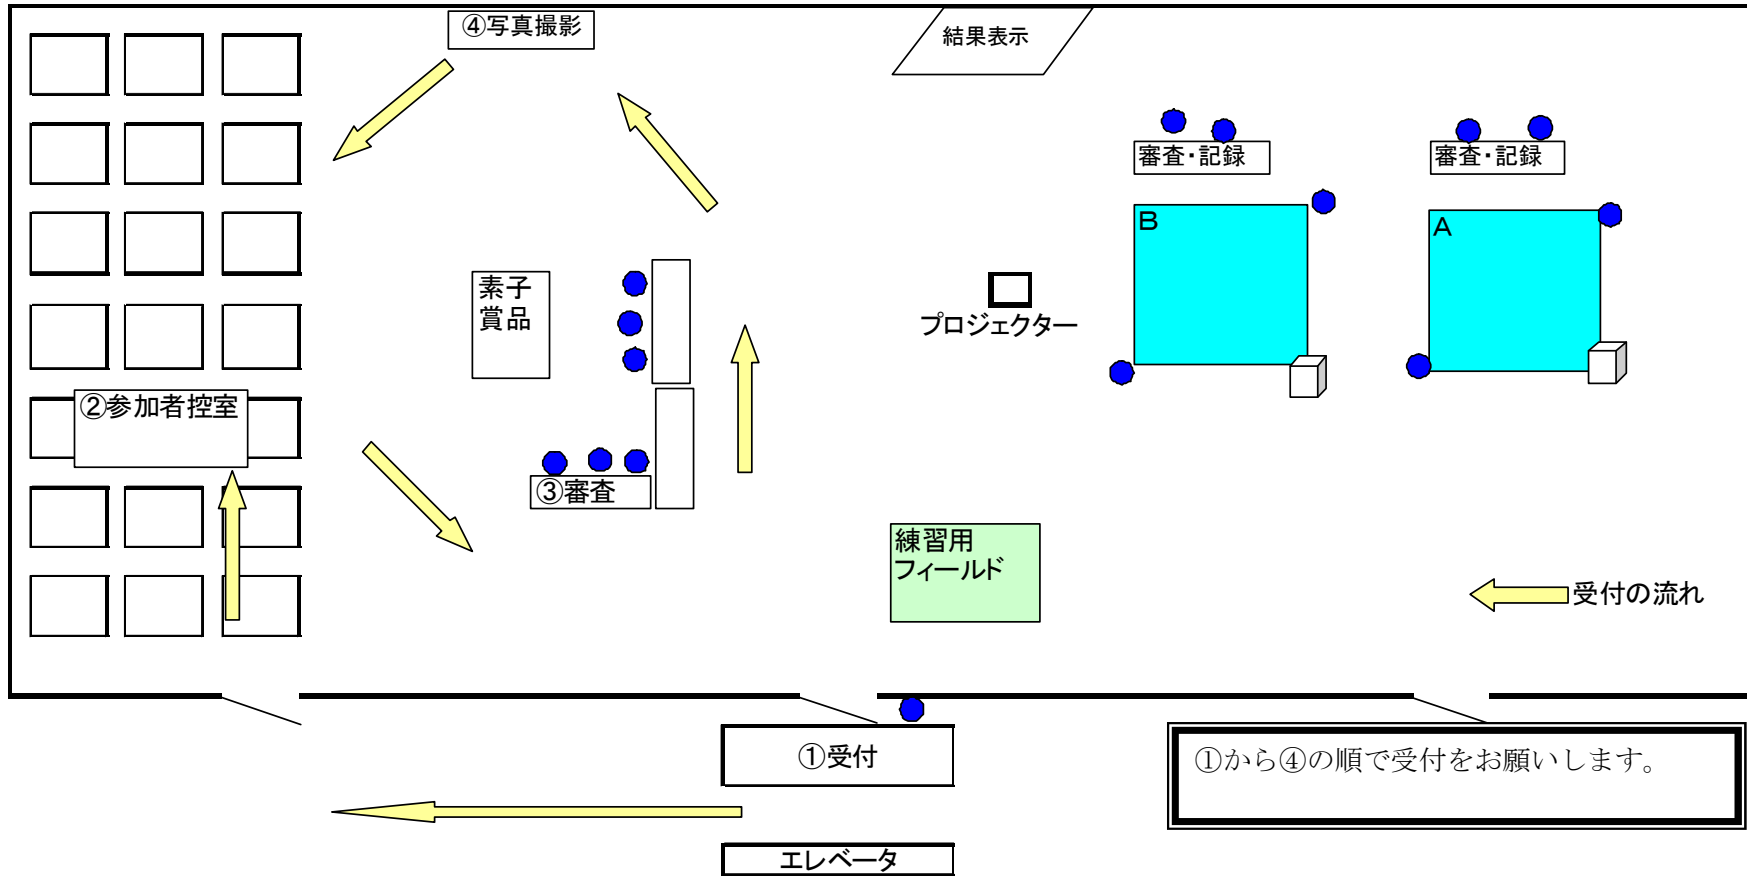 ④写真撮影
結果表示
審査・記録
審査・記録
B
A
素子
賞品
プロジェクター
②参加者控室
③審査
練習用
フィールド
受付の流れ
①受付
①から④の順で受付をお願いします。
エレベータ